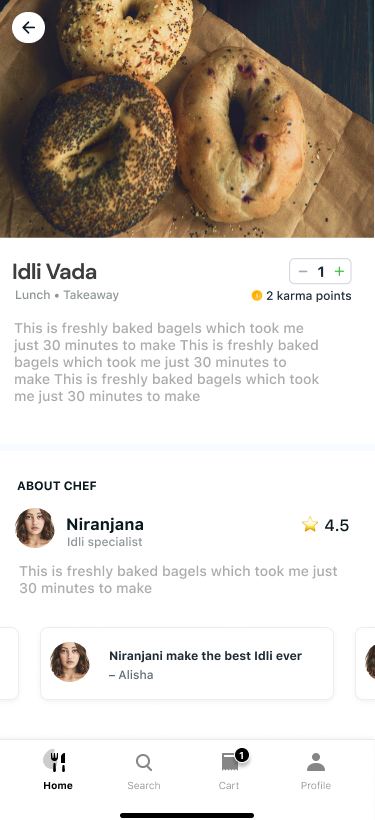 Idli Vada
− 1 +
Lunch • Takeaway
2 karma points
This is freshly baked bagels which took me
just 30 minutes to make This is freshly baked
bagels which took me just 30 minutes to
make This is freshly baked bagels which took
me just 30 minutes to make
ABOUT CHEF
Niranjana
4.5
Idli specialist
This is freshly baked bagels which took me just
30 minutes to make
Niranjani make the best Idli ever
– Alisha
1
Home
Search
Cart
Profile